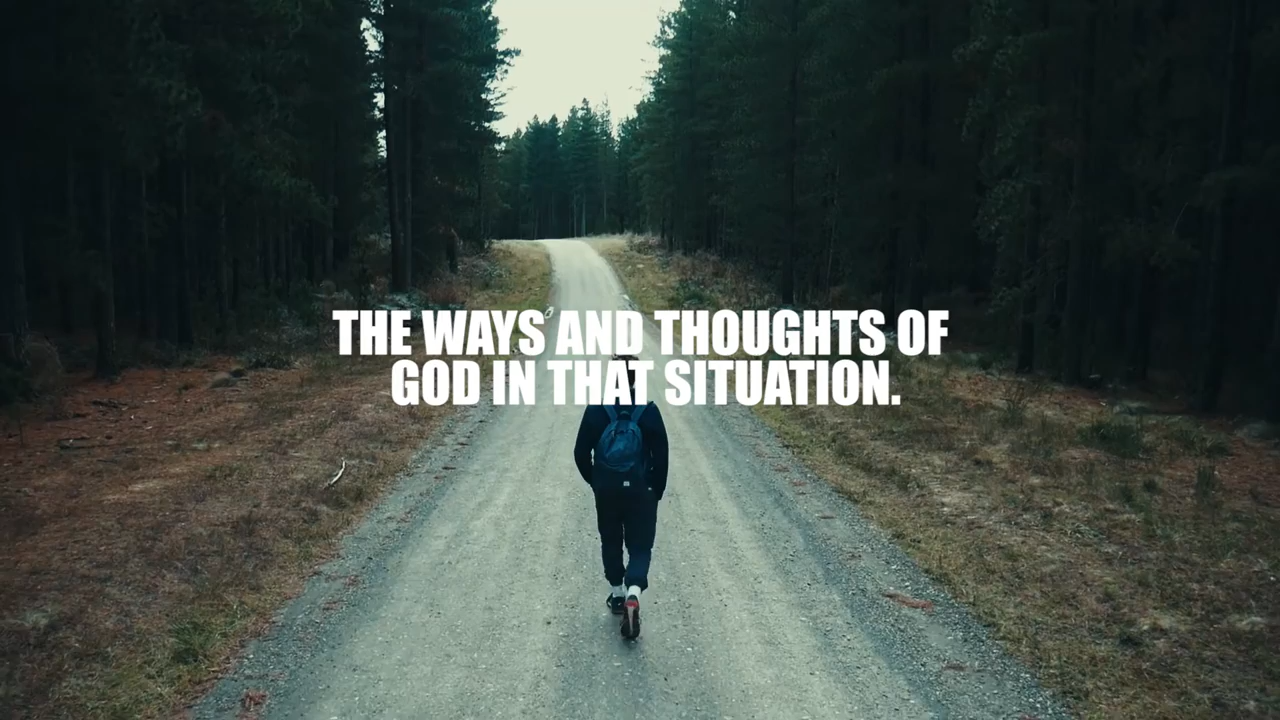 THE WAYS AND THOUGHTS OF
GOD IN THAT SITUATION.